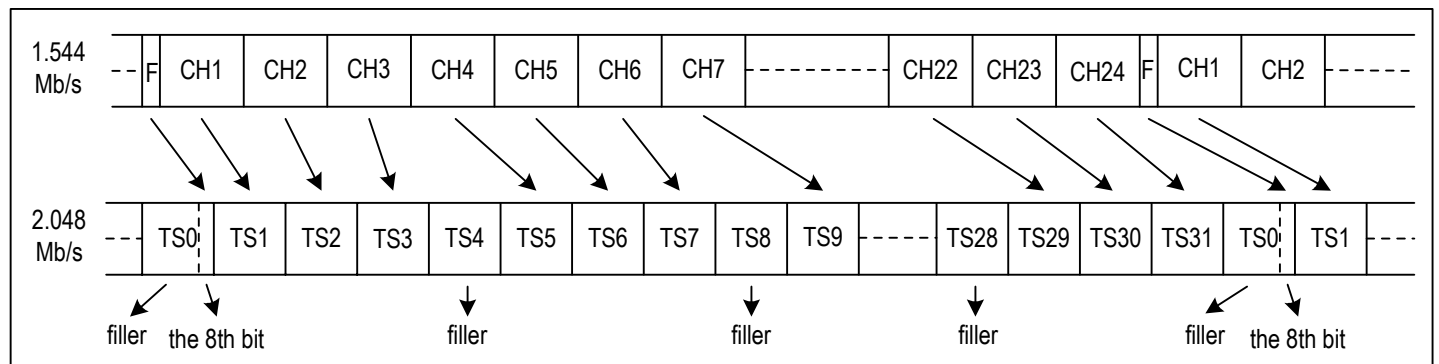 1.544
Mb/s
F CH1 CH2 CH3 CH4 CH5 CH6 CH7 CH22 CH23 CH24 F CH1 CH2
2.048
Mb/s
TS0 TS1 TS2 TS3 TS4 TS5 TS6 TS7 TS8 TS9 TS28 TS29 TS30 TS31 TS0 TS1
filler the 8th bit filler filler filler filler the 8th bit